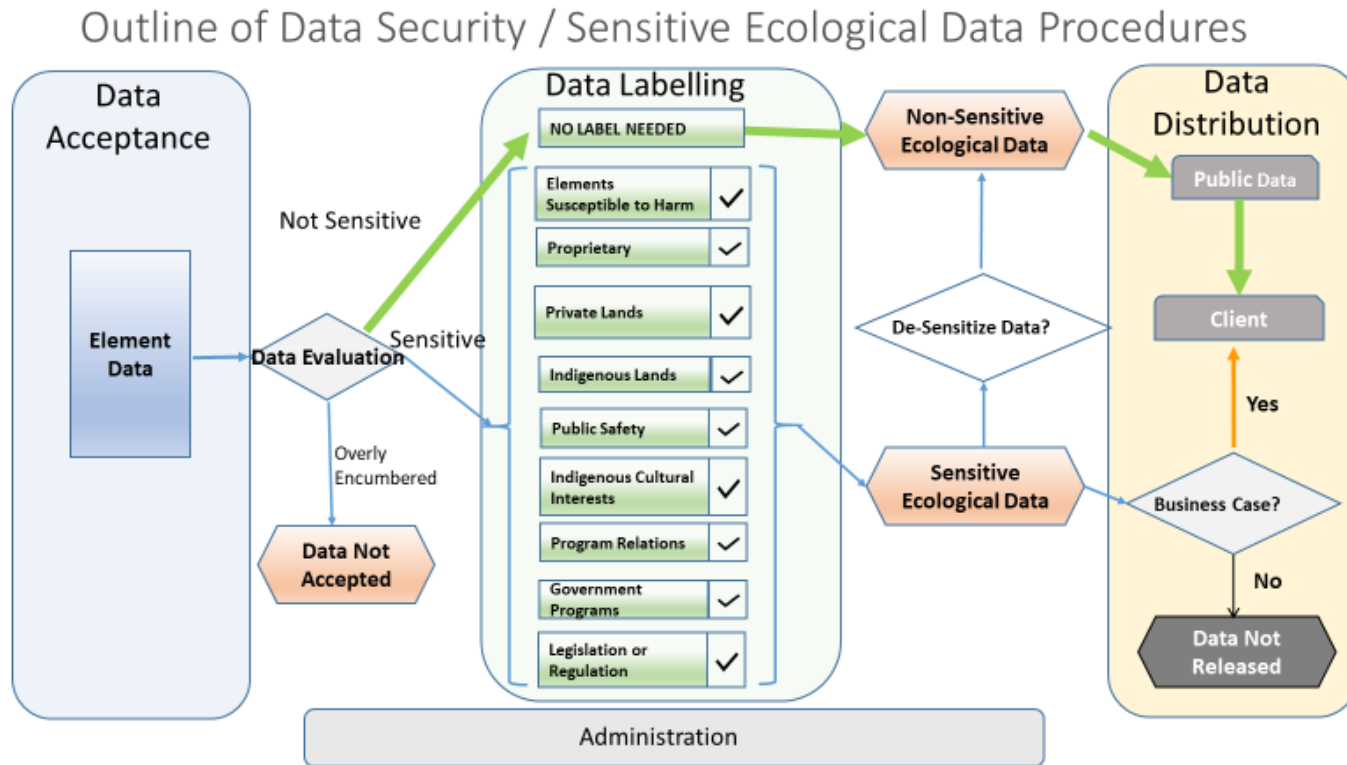 Outline of Data Security / Sensitive Ecological Data Procedures
Data
Acceptance
Element
Data
Data Evaluation
Not Sensitive
Sensitive
Overly
Encumbered
Data Not
Accepted
Data Labelling
NO LABEL NEEDED
Elements
Susceptible to Harm
Proprietary
Private Lands
Indigenous Lands
Public Safety
Indigenous Cultural
Interests
Program Relations
Government
Programs
Legislation or
Regulation
Non-Sensitive
Ecological Data
De-Sensitize Data?
Sensitive
Ecological Data
Data
Distribution
Public Data
Client
Yes
Business Case?
No
Data Not
Released
Administration